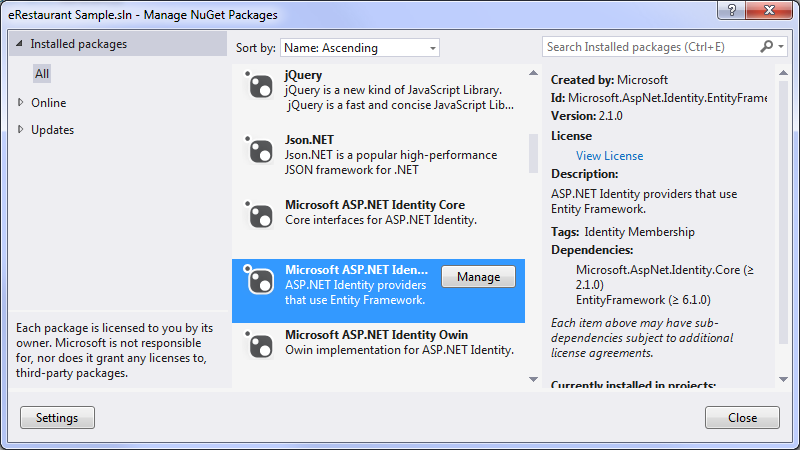 eRestaurant Sample.sln - Manage NuGet Packages
Installed packages
All
Online
Updates
Each package is licensed to you by its
owner. Microsoft is not responsible
for, nor does it grant any licenses to,
third-party packages.
Settings
Sort by: Name: Ascending
jQuery
jQuery is a new kind of JavaScript Library.
jQuery is a fast and concise JavaScript Lib...
Json.NET
Json.NET is a popular high-performance
JSON framework for .NET
Microsoft ASP.NET Identity Core
Core interfaces for ASP.NET Identity.
Microsoft ASP.NET Iden...
ASP.NET Identity providers
that use Entity Framework.
Manage
Microsoft ASP.NET Identity Owin
Owin implementation for ASP.NET Identity.
Search Installed packages (Ctrl+E)
Created by: Microsoft
Id: Microsoft.AspNet.Identity.EntityFrame
Version: 2.1.0
License
View License
Description:
ASP.NET Identity providers that use
Entity Framework.
Tags: Identity Membership
Dependencies:
Microsoft.AspNet.Identity.Core (≥
2.1.0)
EntityFramework (≥ 6.1.0)
Each item above may have sub-
dependencies subject to additional
license agreements.
Currently installed in projects:
Close